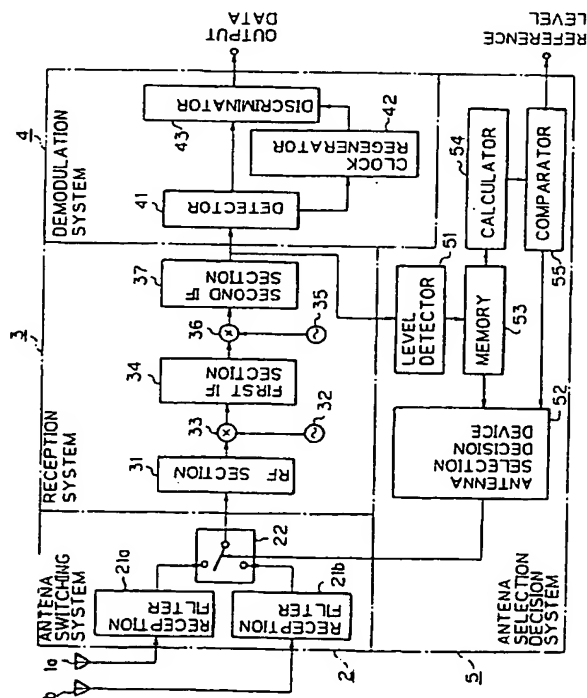 ANTENA
SWITCHING
SYSTEM
1a
21a
RECEPTION
FILTER
RECEPTION
FILTER
21b
22
2
3
RECEPTION
SYSTEM
31
RF SECTION
33
32
34
FIRST IF
SECTION
36
35
37
SECOND IF
SECTION
4
DEMODULATION
SYSTEM
41
DETECTOR
43
DISCRIMINATOR
CLOCK
REGENERATOR
42
OUTPUT
DATA
5
ANTENA
SELECTION
DECISION
SYSTEM
ANTENNA
SELECTION
DECISION
DEVICE
52
LEVEL
DETECTOR
51
MEMORY
53
CALCULATOR
54
COMPARATOR
55
REFERENCE
LEVEL